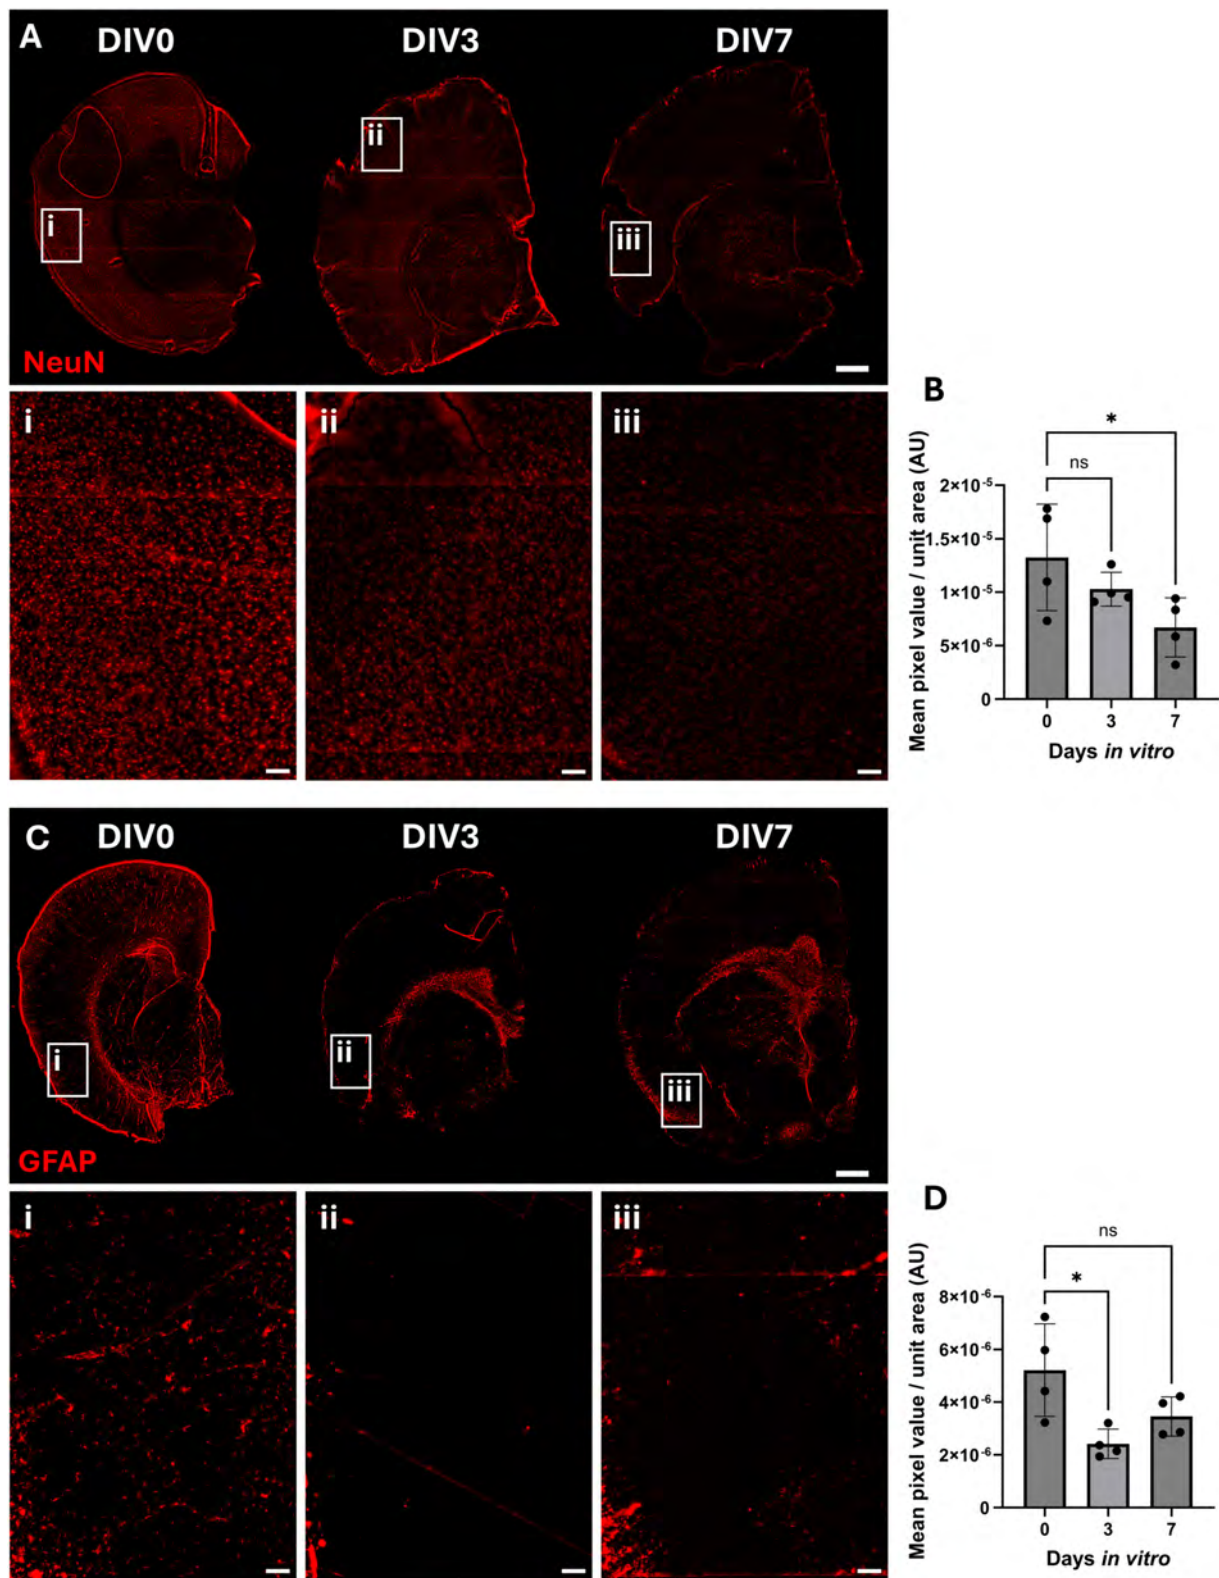 A
DIV0 DIV3 DIV7
i
ii
iii
NeuN
i ii iii
B
Mean pixel value / unit area (AU)
*
ns
2×10⁻⁵
1.5×10⁻⁵
1×10⁻⁵
5×10⁻⁶
0
0 3 7
Days in vitro
C
DIV0 DIV3 DIV7
i
ii
iii
GFAP
i ii iii
D
Mean pixel value / unit area (AU)
ns
*
8×10⁻⁶
6×10⁻⁶
4×10⁻⁶
2×10⁻⁶
0
0 3 7
Days in vitro